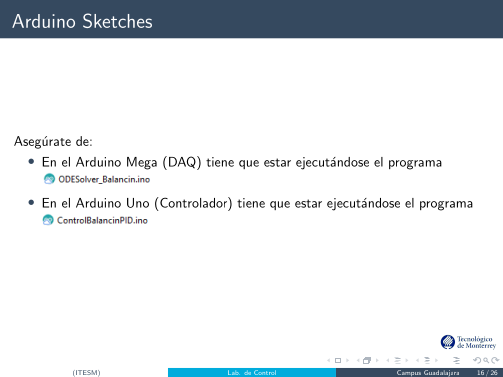 Arduino Sketches
Asegúrate de:
• En el Arduino Mega (DAQ) tiene que estar ejecutándose el programa
ODESolver_Balancin.ino
• En el Arduino Uno (Controlador) tiene que estar ejecutándose el programa
ControlBalancinPID.ino
Tecnológico
de Monterrey
(ITESM) Lab. de Control Campus Guadalajara 16 / 26